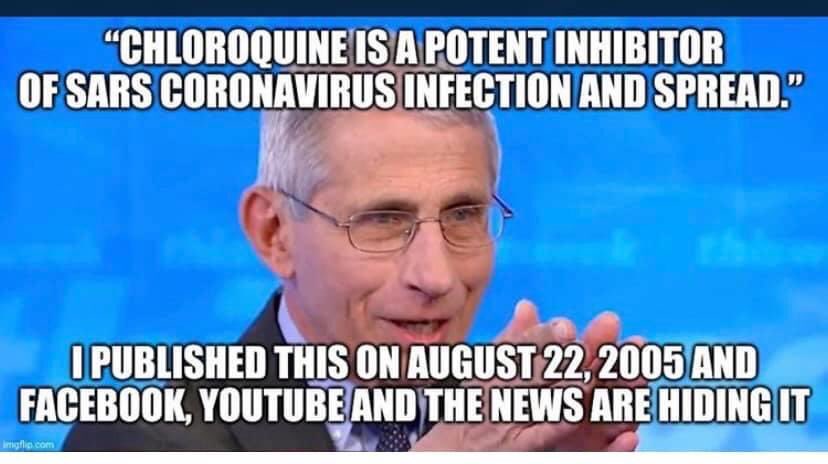 “CHLOROQUINE IS A POTENT INHIBITOR
OF SARS CORONAVIRUS INFECTION AND SPREAD.”
I PUBLISHED THIS ON AUGUST 22, 2005 AND
FACEBOOK, YOUTUBE AND THE NEWS ARE HIDING IT
imgflip.com